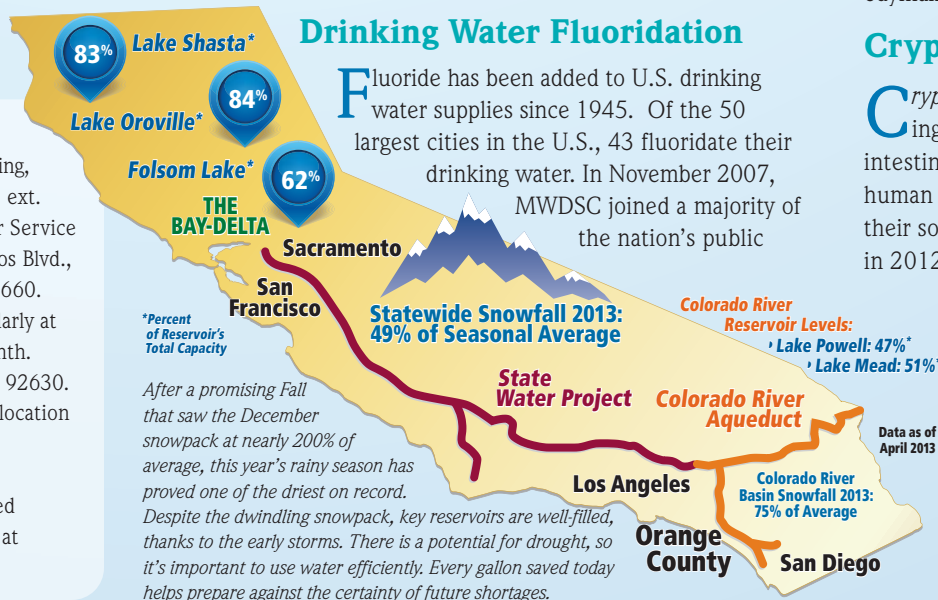 ing,
ext.
r Service
os Blvd.,
660.
arly at
nth.
92630.
location
ed
at
83%
Lake Shasta*
84%
Lake Oroville*
Folsom Lake*
62%
THE
BAY-DELTA
Sacramento
San
Francisco
*Percent
of Reservoir's
Total Capacity
Statewide Snowfall 2013:
49% of Seasonal Average
State
Water Project
Colorado River
Reservoir Levels:
› Lake Powell: 47%*
› Lake Mead: 51%*
Colorado River
Aqueduct
Data as of
April 2013
Los Angeles
Colorado River
Basin Snowfall 2013:
75% of Average
Orange
County
San Diego
After a promising Fall
that saw the December
snowpack at nearly 200% of
average, this year's rainy season has
proved one of the driest on record.
Despite the dwindling snowpack, key reservoirs are well-filled,
thanks to the early storms. There is a potential for drought, so
it's important to use water efficiently. Every gallon saved today
helps prepare against the certainty of future shortages.
Drinking Water Fluoridation
Fluoride has been added to U.S. drinking
water supplies since 1945. Of the 50
largest cities in the U.S., 43 fluoridate their
drinking water. In November 2007,
MWDSC joined a majority of
the nation's public
Cryp
Cryp
ing
intestin
human
their so
in 2012